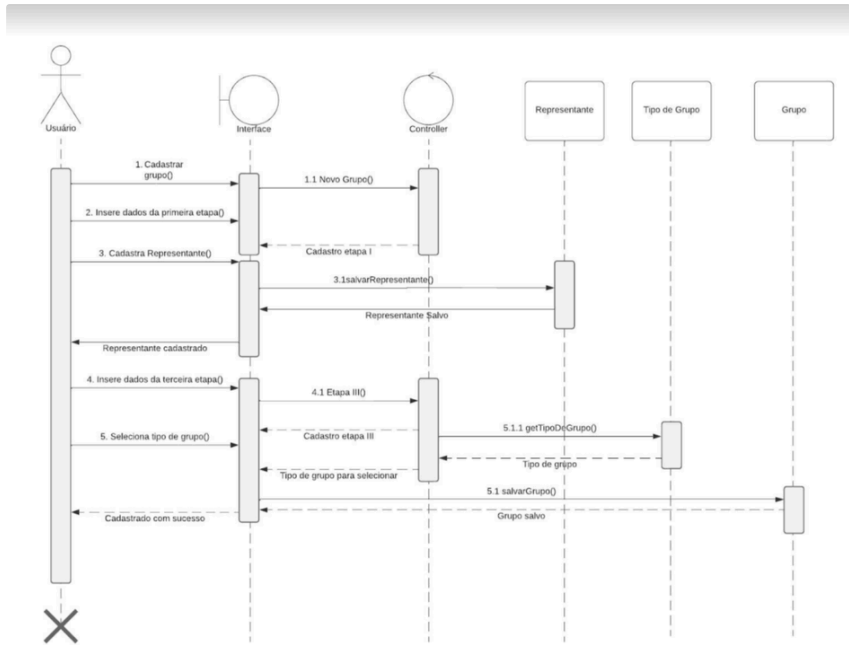 Representante
Tipo de Grupo
Grupo
Usuário
Interface
Controller
1. Cadastrar
grupo()
1.1 Novo Grupo()
2. Insere dados da primeira etapa()
Cadastro etapa I
3. Cadastra Representante()
3.1salvarRepresentante()
Representante Salvo
Representante cadastrado
4. Insere dados da terceira etapa()
4.1 Etapa III()
Cadastro etapa III
5.1.1 getTipoDeGrupo()
5. Seleciona tipo de grupo()
Tipo de grupo
Tipo de grupo para selecionar
5.1 salvarGrupo()
Grupo salvo
Cadastrado com sucesso